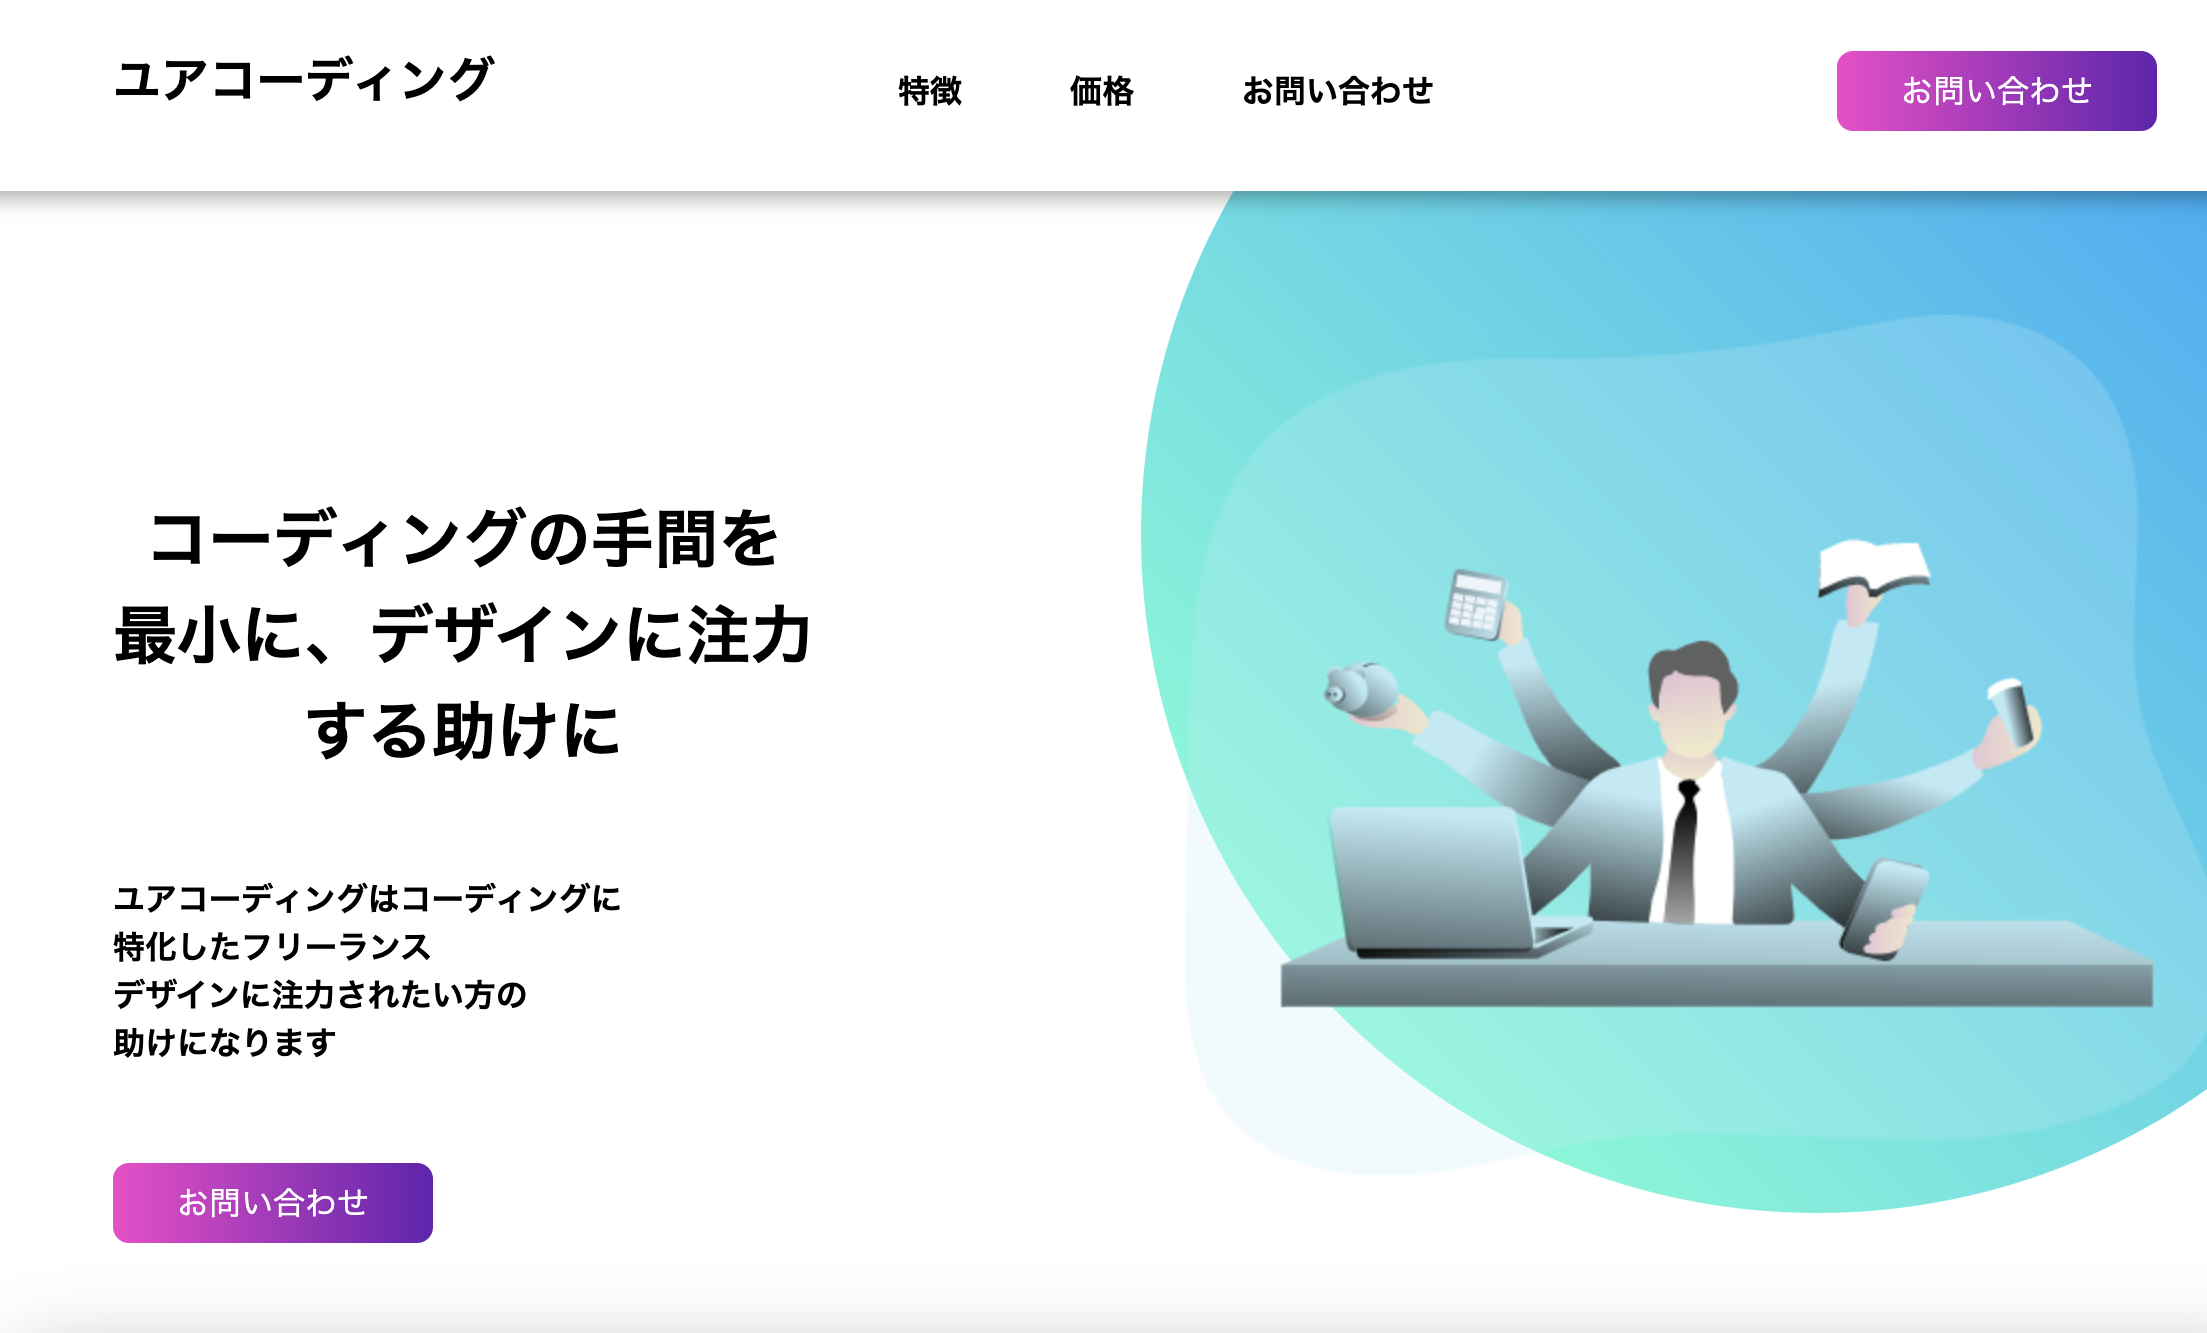 ユアコーディング
特徴
価格
お問い合わせ
お問い合わせ
コーディングの手間を
最小に、デザインに注力
する助けに
ユアコーディングはコーディングに
特化したフリーランス
デザインに注力されたい方の
助けになります
お問い合わせ